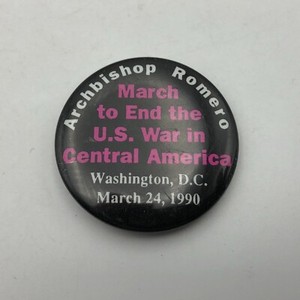 Archbishop Romero
March
to End the
U.S. War in
Central America
Washington, D.C.
March 24, 1990